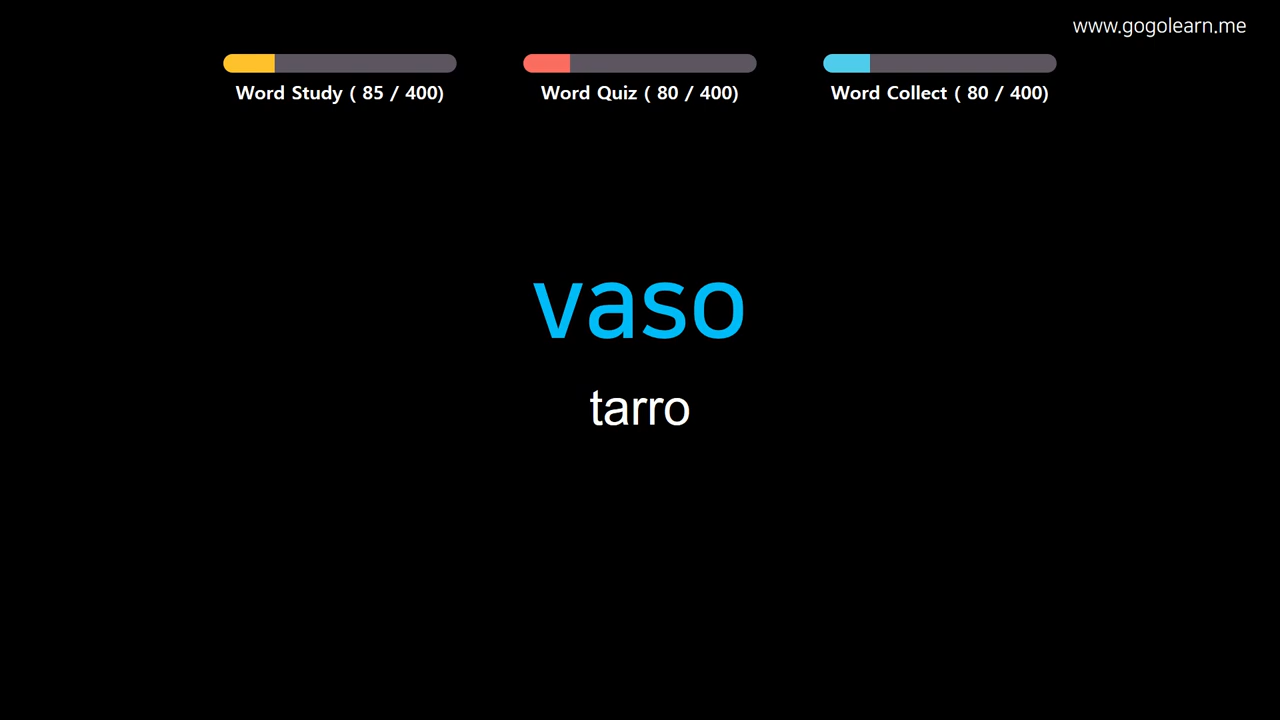 www.gogolearn.me
Word Study ( 85 / 400)
Word Quiz ( 80 / 400)
Word Collect ( 80 / 400)
vaso
tarro